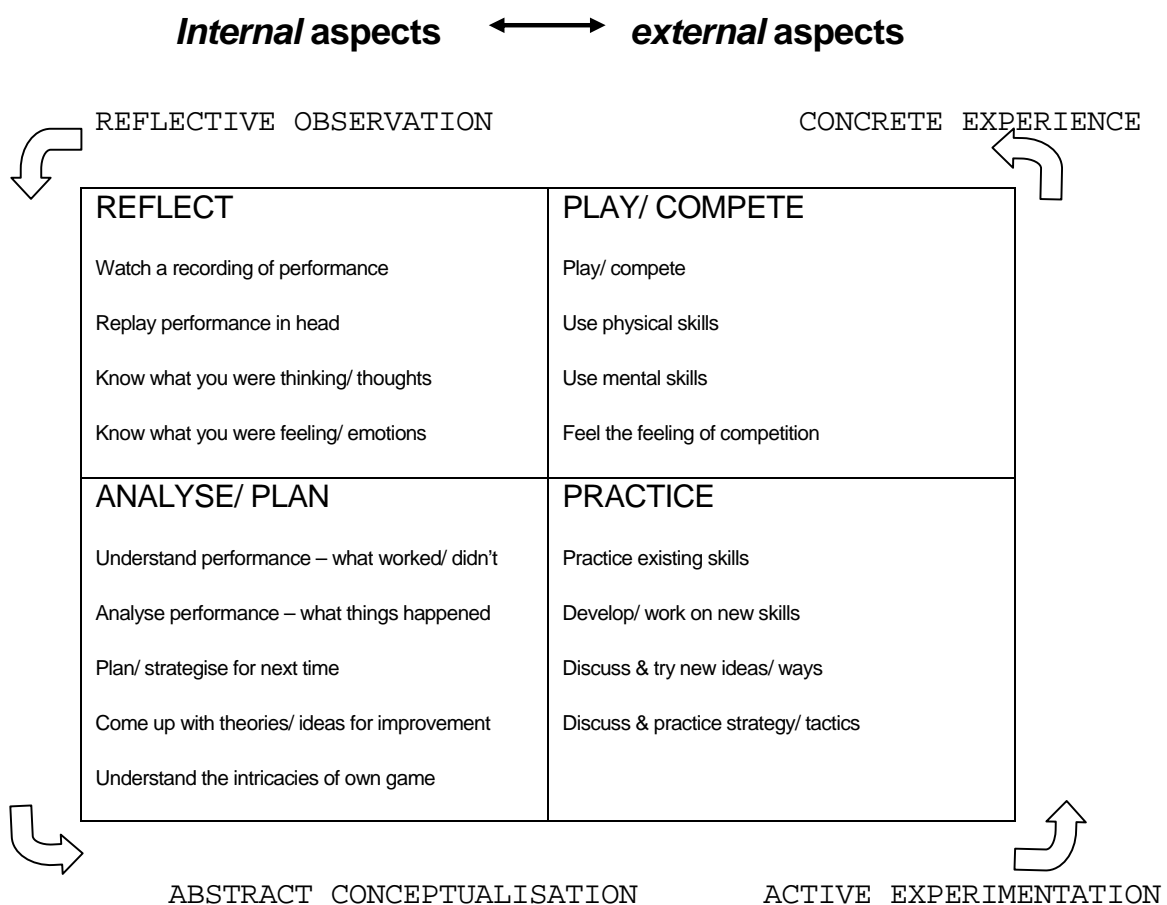 Internal aspects external aspects
REFLECTIVE OBSERVATION
CONCRETE EXPERIENCE
REFLECT
Watch a recording of performance
Replay performance in head
Know what you were thinking/ thoughts
Know what you were feeling/ emotions
PLAY/ COMPETE
Play/ compete
Use physical skills
Use mental skills
Feel the feeling of competition
ANALYSE/ PLAN
Understand performance – what worked/ didn’t
Analyse performance – what things happened
Plan/ strategise for next time
Come up with theories/ ideas for improvement
Understand the intricacies of own game
PRACTICE
Practice existing skills
Develop/ work on new skills
Discuss & try new ideas/ ways
Discuss & practice strategy/ tactics
ABSTRACT CONCEPTUALISATION
ACTIVE EXPERIMENTATION